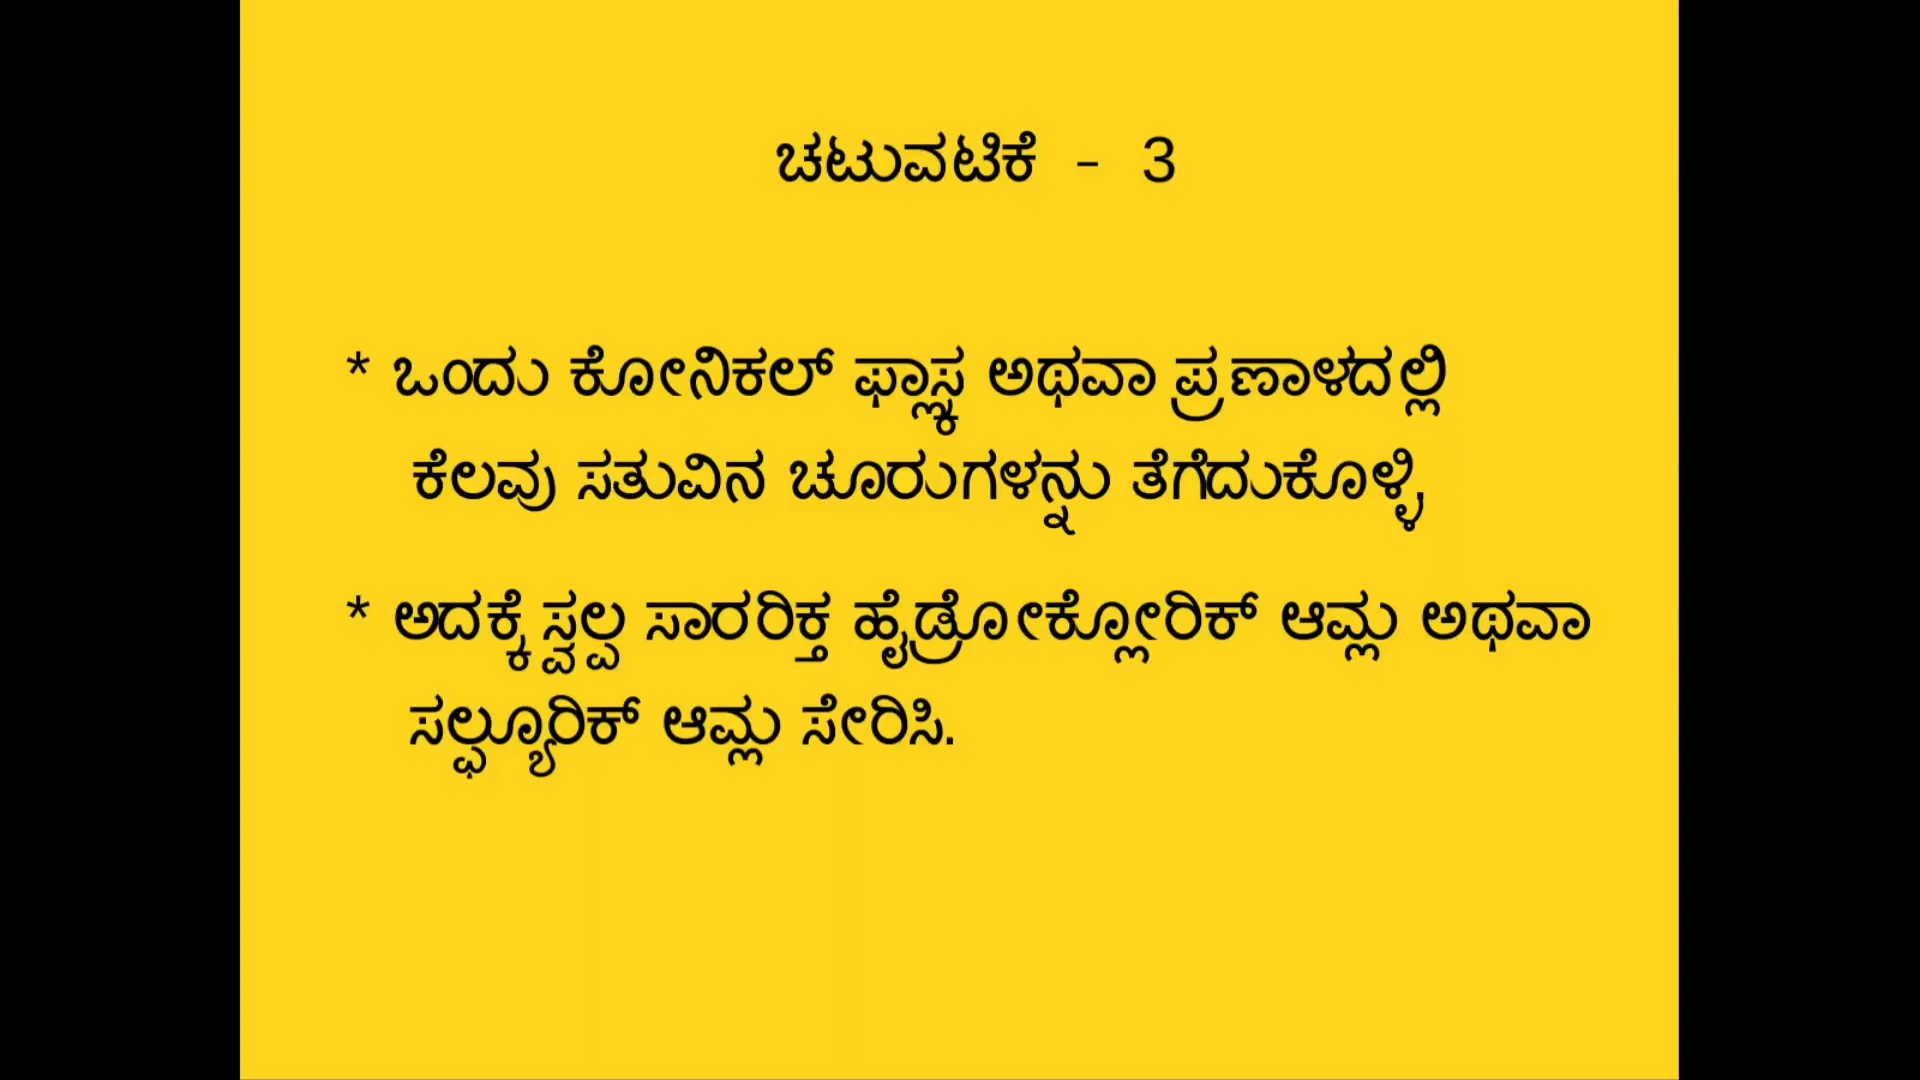 ಚಟುವಟಿಕೆ - 3
* ಒಂದು ಕೋನಿಕಲ್ ಫ್ಲಾಸ್ಕ ಅಥವಾ ಪ್ರಣಾಳದಲ್ಲಿ
ಕೆಲವು ಸತುವಿನ ಚೂರುಗಳನ್ನು ತೆಗೆದುಕೊಳ್ಳಿ,
* ಅದಕ್ಕೆ ಸ್ವಲ್ಪ ಸಾರರಿಕ್ತ ಹೈಡ್ರೋಕ್ಲೋರಿಕ್ ಆಮ್ಲ ಅಥವಾ
ಸಲ್ಫ್ಯೂರಿಕ್ ಆಮ್ಲ ಸೇರಿಸಿ.